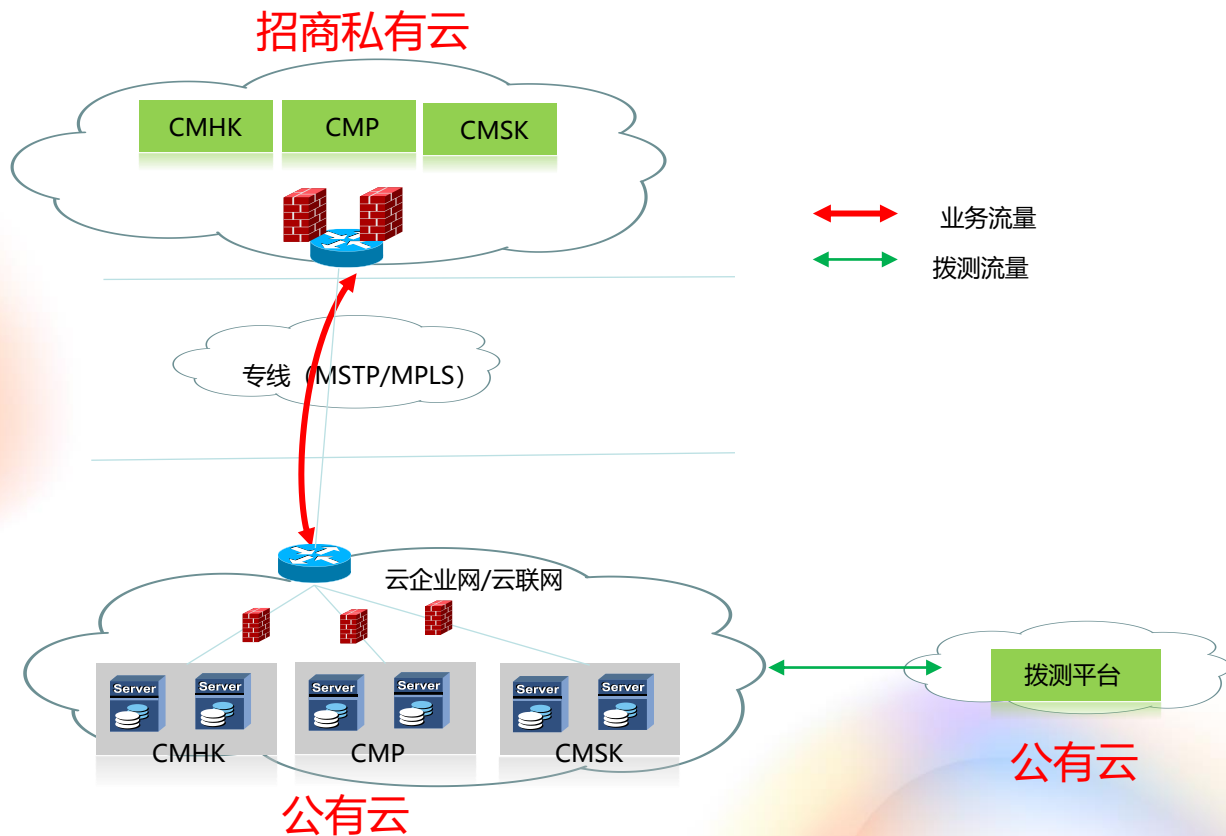 招商私有云
CMHK
CMP
CMSK
业务流量
拨测流量
专线（MSTP/MPLS）
云企业网/云联网
Server
Server
Server
Server
Server
Server
CMHK
CMP
CMSK
公有云
拨测平台
公有云